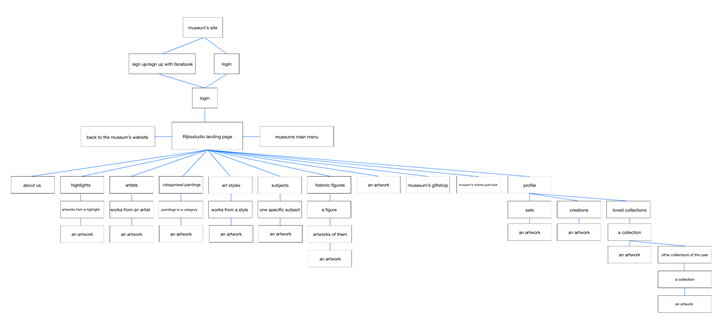 museum's site
sign up/sign up with facebook
login
login
back to the museum's website
Rijksstudio landing page
museums main menu
about us
highlights
artists
categorised paintings
art styles
subjects
historic figures
an artwork
museum's giftshop
museum's tickets purchase
profile
artworks from a highlight
works from an artist
paintings in a category
works from a style
one specific subject
a figure
sets
creations
loved collections
an artwork
an artwork
an artwork
an artwork
an artwork
artworks of them
an artwork
an artwork
a collection
an artwork
an artwork
other collections of the user
a collection
an artwork